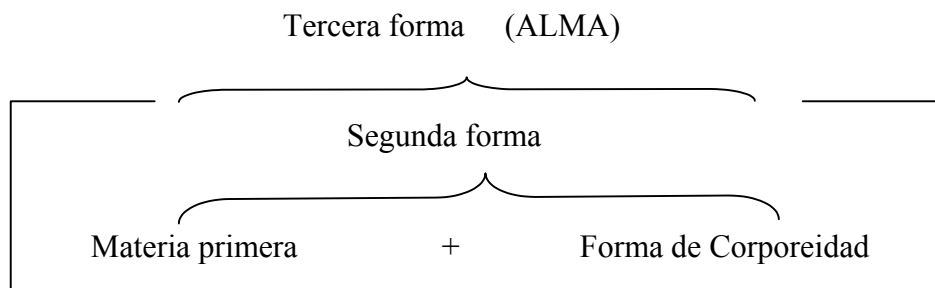 Tercera forma (ALMA)
Segunda forma
Materia primera + Forma de Corporeidad